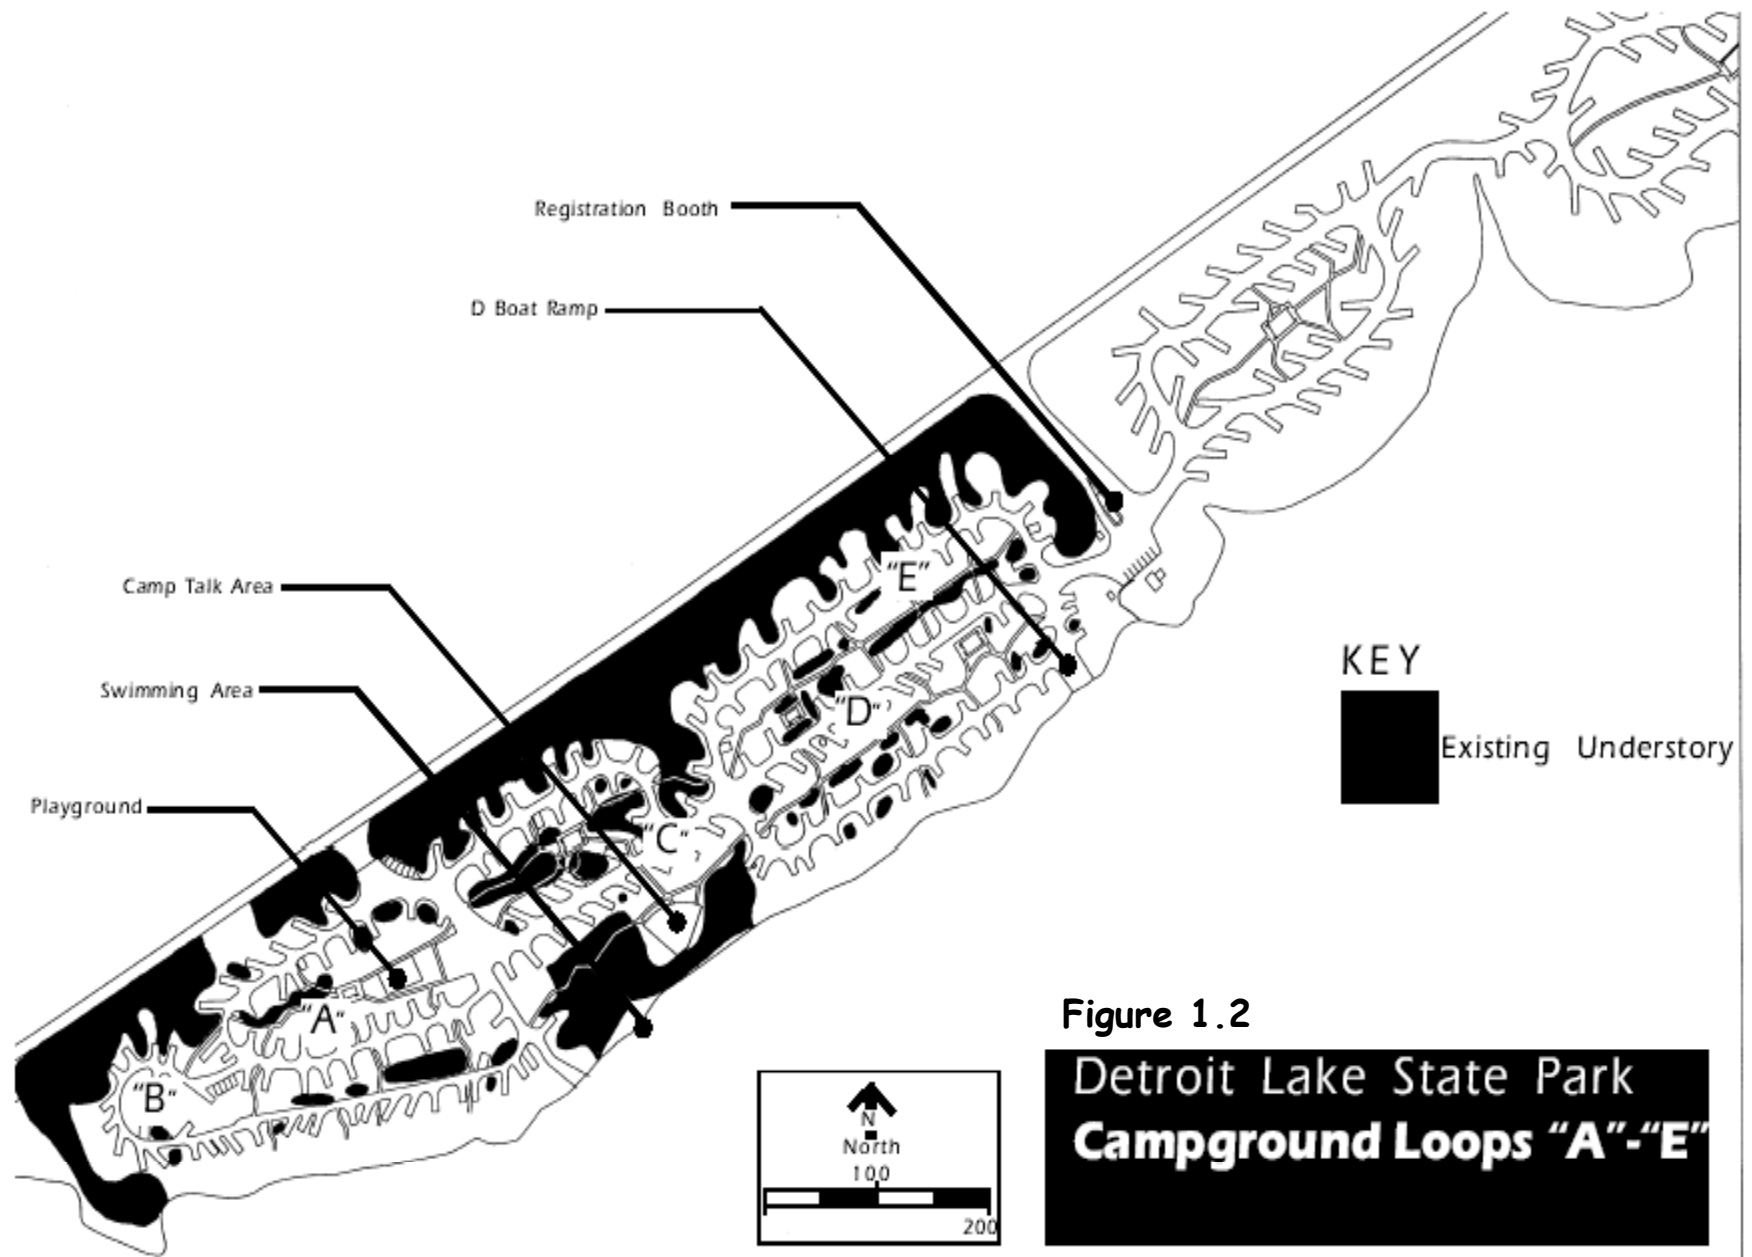 Registration Booth
D Boat Ramp
Camp Talk Area
Swimming Area
Playground
"E"
"D"
"C"
"A"
"B"
KEY
Existing Understory
N
North
100
200
Figure 1.2
Detroit Lake State Park
Campground Loops "A"-"E"